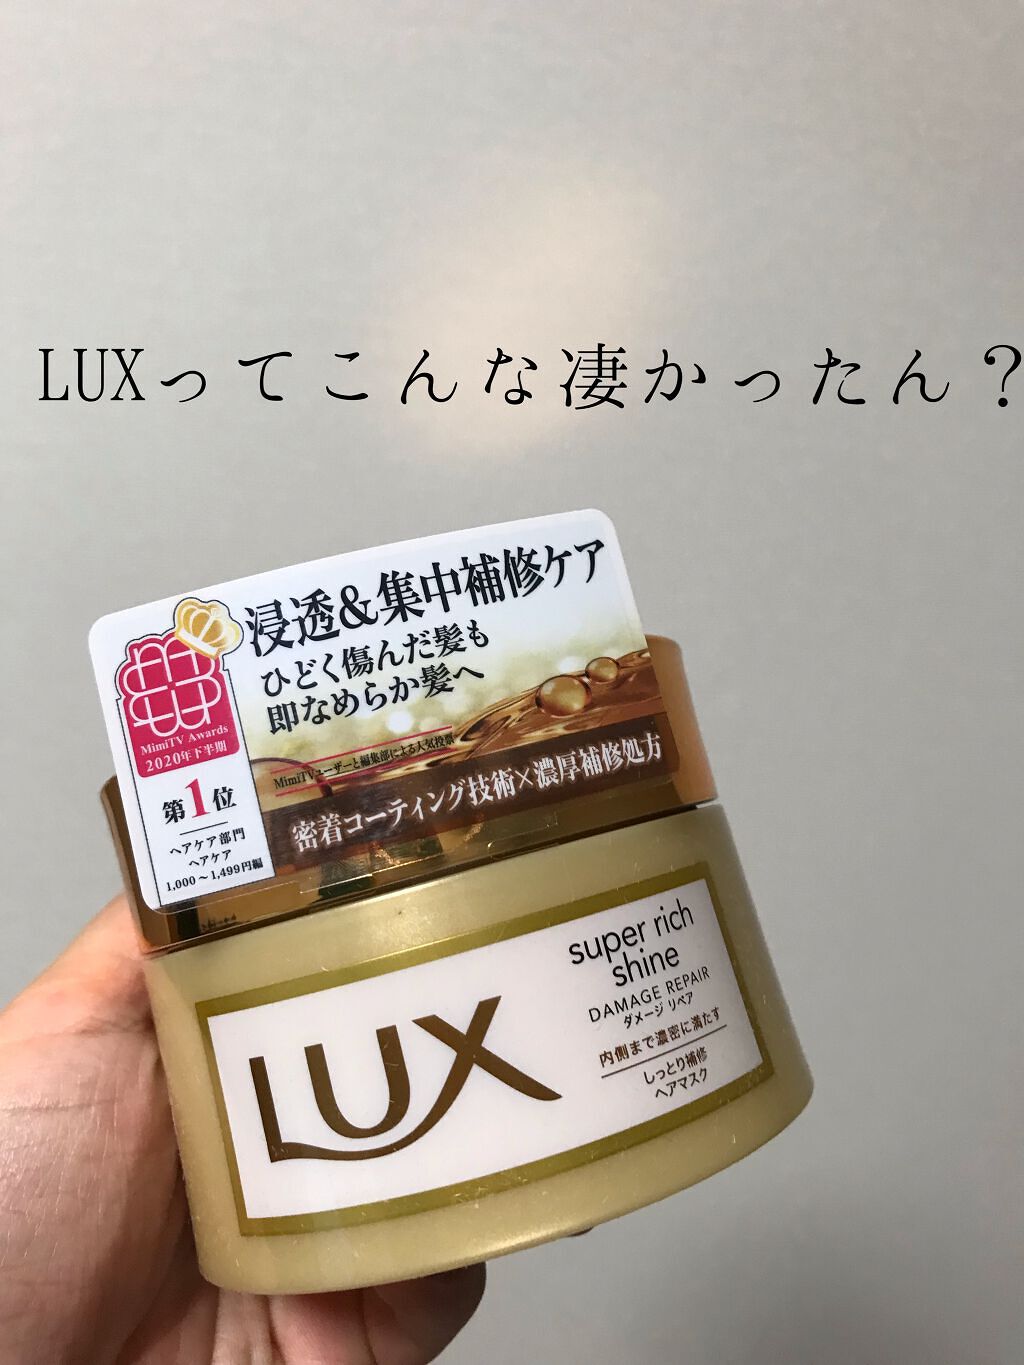 LUXってこんな凄かったん？
浸透&集中補修ケア
ひどく傷んだ髪も
即なめらか髪へ
MimiTV Awards
2020年下半期
MimiTVユーザーと編集部による人気投票
第1位
ヘアケア部門
ヘアケア
1,000～1,499円編
密着コーティング技術×濃厚補修処方
LUX
super rich
shine
DAMAGE REPAIR
ダメージ リペア
内側まで濃密に満たす
しっとり補修
ヘアマスク